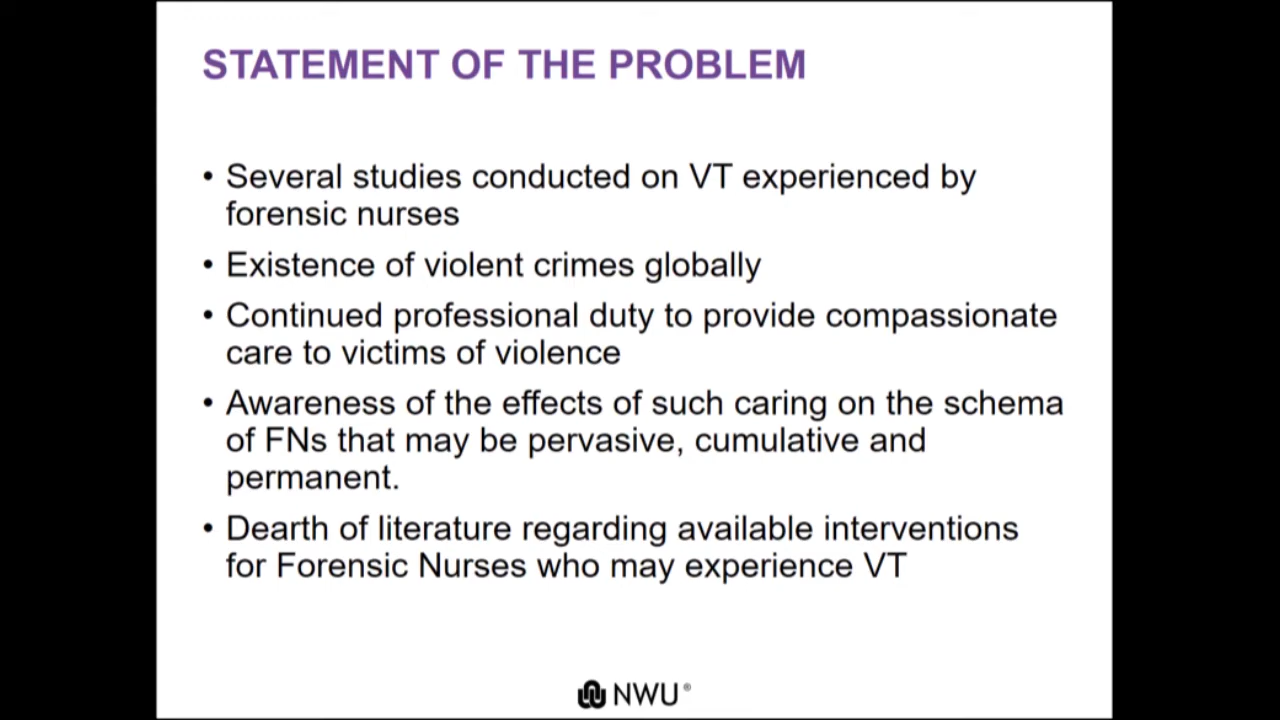 STATEMENT OF THE PROBLEM
• Several studies conducted on VT experienced by
forensic nurses
• Existence of violent crimes globally
• Continued professional duty to provide compassionate
care to victims of violence
• Awareness of the effects of such caring on the schema
of FNs that may be pervasive, cumulative and
permanent.
• Dearth of literature regarding available interventions
for Forensic Nurses who may experience VT
NWU®